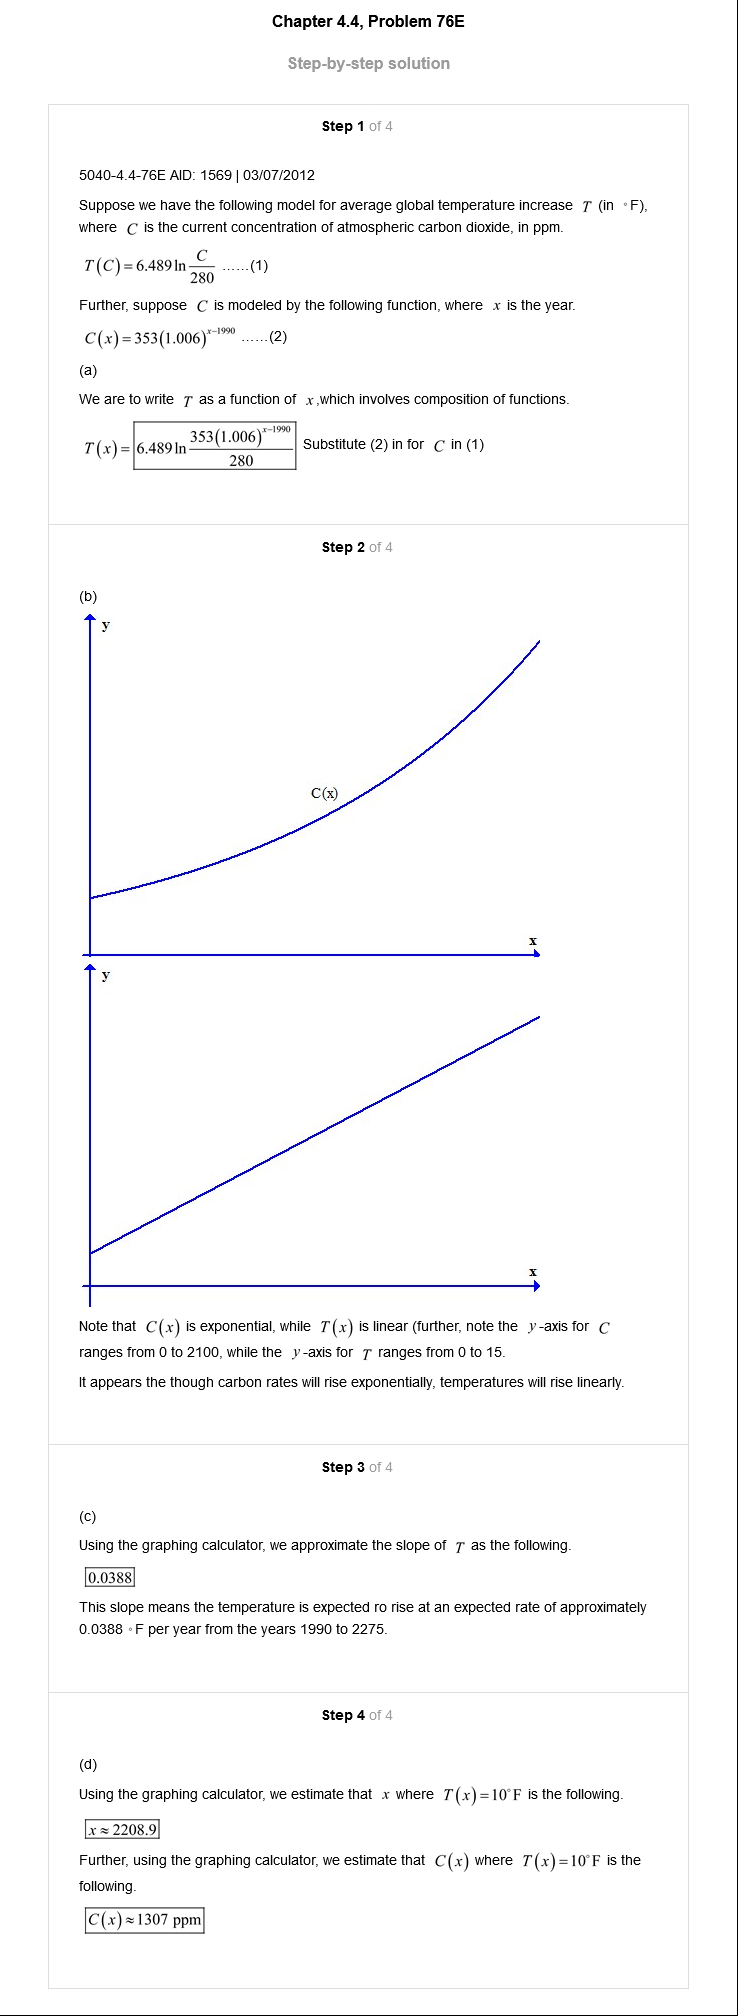 Chapter 4.4, Problem 76E
Step-by-step solution
Step 1 of 4
5040-4.4-76E AID: 1569 | 03/07/2012
Suppose we have the following model for average global temperature increase T (in °F),
where C is the current concentration of atmospheric carbon dioxide, in ppm.
T(C) = 6.489 ln C/280 ......(1)
Further, suppose C is modeled by the following function, where x is the year.
C(x) = 353(1.006)^(x−1990) ......(2)
(a)
We are to write T as a function of x,which involves composition of functions.
T(x) = 6.489 ln 353(1.006)^(x−1990)/280 Substitute (2) in for C in (1)
Step 2 of 4
(b)
y
C(x)
x
y
x
Note that C(x) is exponential, while T(x) is linear (further, note the y-axis for C
ranges from 0 to 2100, while the y-axis for T ranges from 0 to 15.
It appears the though carbon rates will rise exponentially, temperatures will rise linearly.
Step 3 of 4
(c)
Using the graphing calculator, we approximate the slope of T as the following.
0.0388
This slope means the temperature is expected ro rise at an expected rate of approximately
0.0388 °F per year from the years 1990 to 2275.
Step 4 of 4
(d)
Using the graphing calculator, we estimate that x where T(x)=10°F is the following.
x ≈ 2208.9
Further, using the graphing calculator, we estimate that C(x) where T(x)=10°F is the
following.
C(x) ≈ 1307 ppm